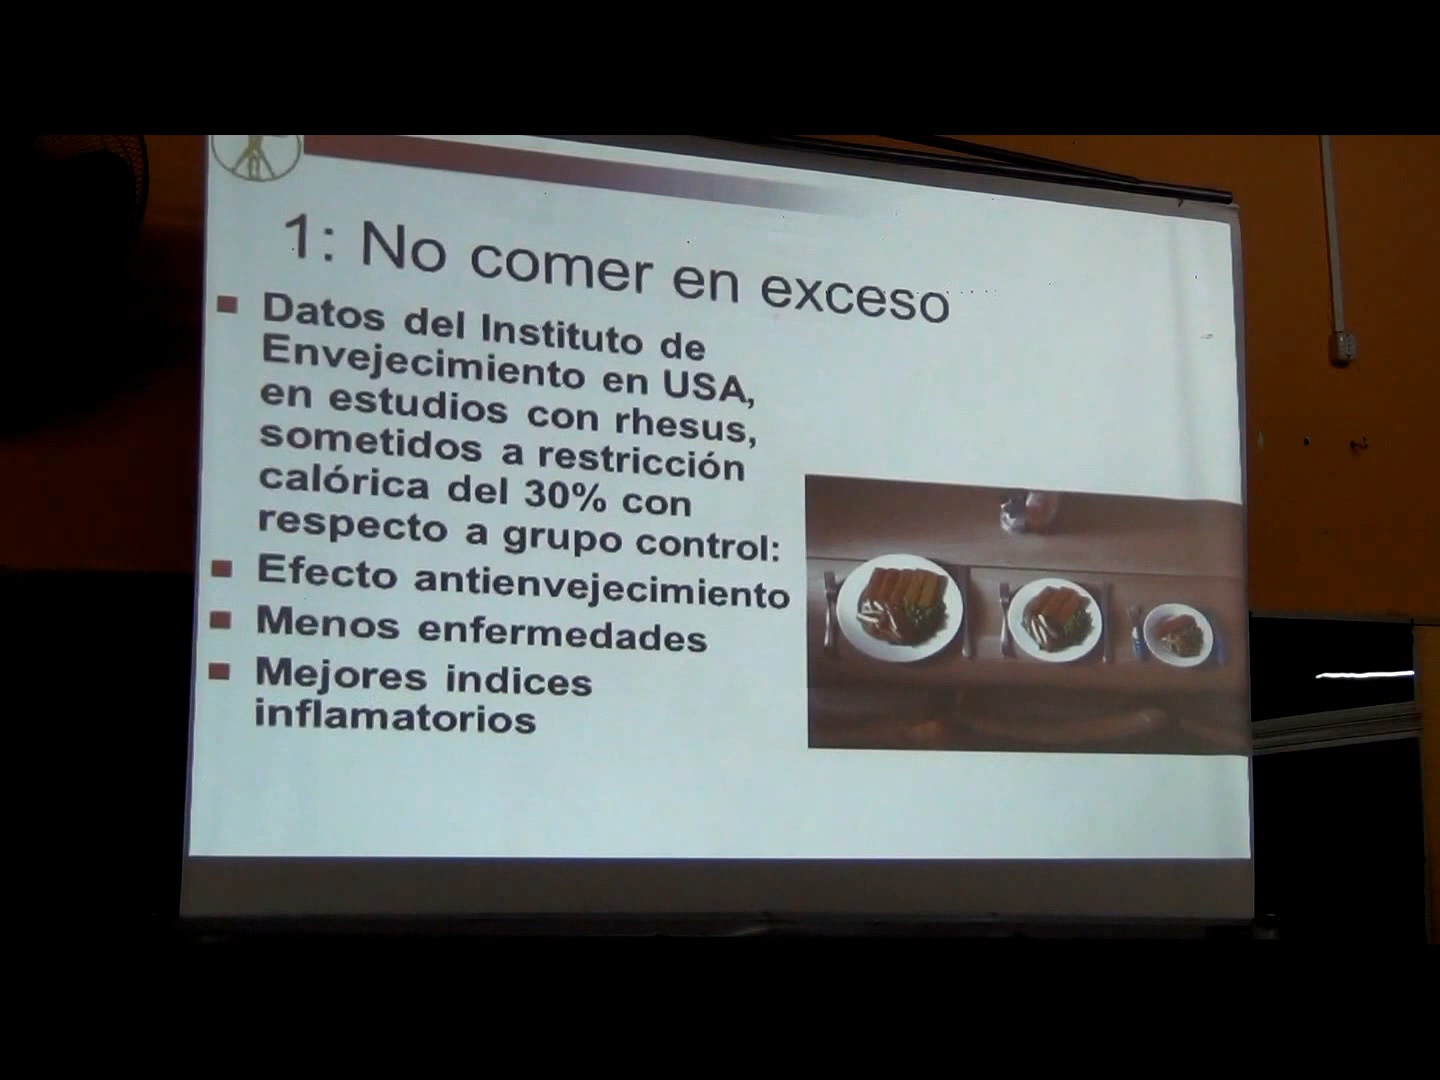 1: No comer en exceso
Datos del Instituto de
Envejecimiento en USA,
en estudios con rhesus,
sometidos a restricción
calórica del 30% con
respecto a grupo control:
Efecto antienvejecimiento
Menos enfermedades
Mejores indices
inflamatorios